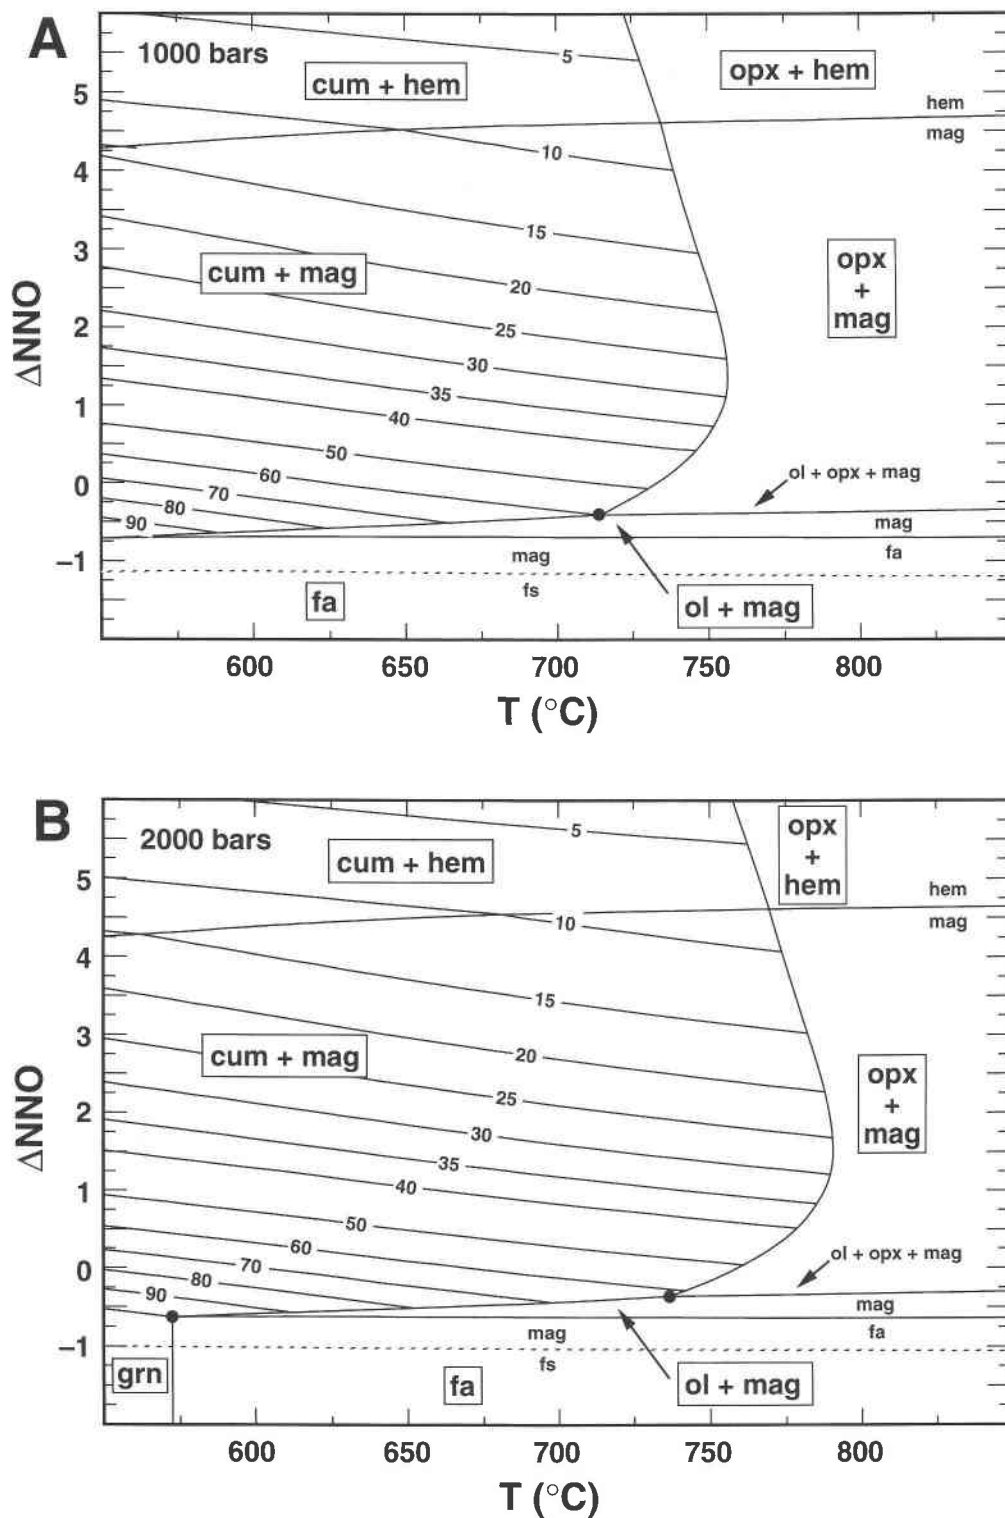 A
1000 bars
cum + hem
opx + hem
hem
mag
cum + mag
opx
+
mag
5
10
15
20
25
30
35
40
50
60
70
80
90
ol + opx + mag
mag
mag
fa
fs
fa
ol + mag
ΔNNO
5
4
3
2
1
0
−1
600
650
700
750
800
T (°C)
B
2000 bars
cum + hem
opx
+
hem
hem
mag
cum + mag
opx
+
mag
5
10
15
20
25
30
35
40
50
60
70
80
90
ol + opx + mag
mag
mag
fa
fs
grn
fa
ol + mag
ΔNNO
5
4
3
2
1
0
−1
600
650
700
750
800
T (°C)